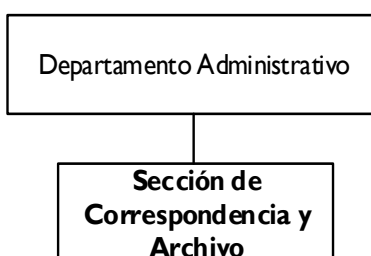 Departamento Administrativo
Sección de
Correspondencia y
Archivo